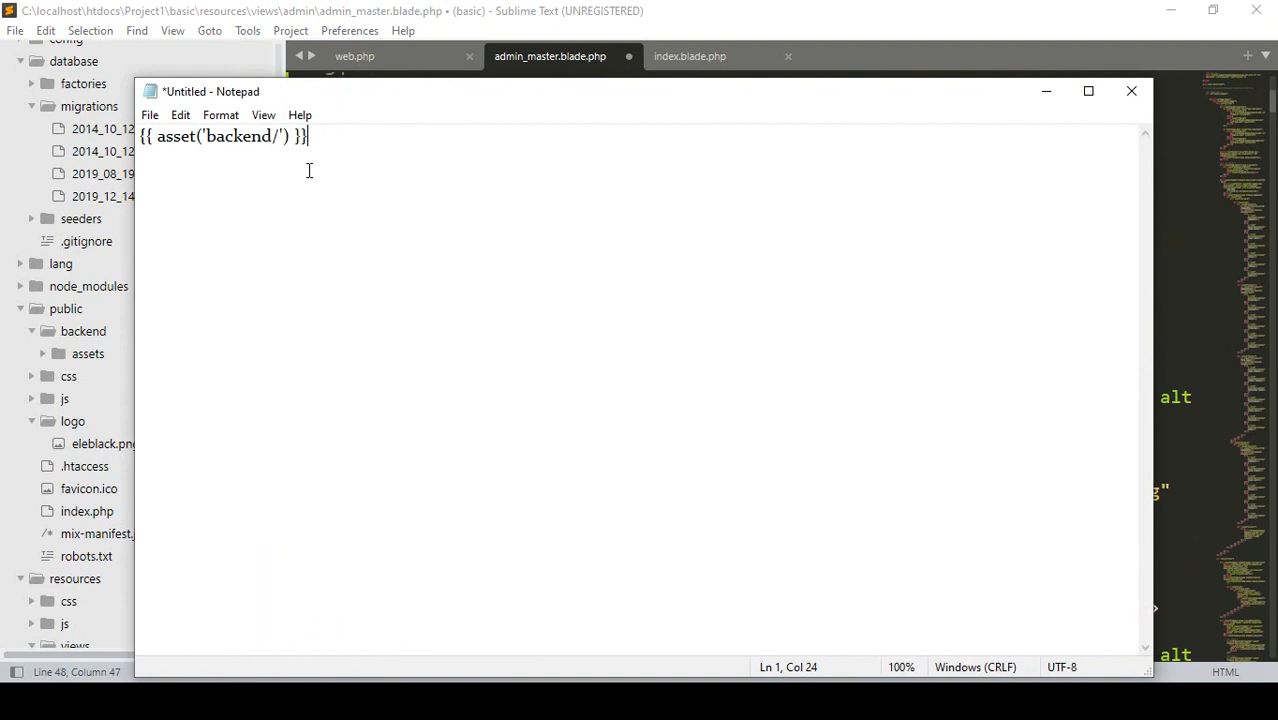 C:\localhost\htdocs\Project1\basic\resources\views\admin\admin_master.blade.php • (basic) - Sublime Text (UNREGISTERED)
File Edit Selection Find View Goto Tools Project Preferences Help
web.php admin_master.blade.php index.blade.php
database
factories
migrations
2014_10_12
2014_10_12
2019_08_19
2019_12_14
seeders
.gitignore
lang
node_modules
public
backend
assets
css
js
logo
eleblack.png
.htaccess
favicon.ico
index.php
mix-manifest.
robots.txt
resources
css
js
views
*Untitled - Notepad
File Edit Format View Help
{{ asset('backend/') }}
Ln 1, Col 24 100% Windows (CRLF) UTF-8
alt
g"
>
alt
Line 48, Column 47 HTML